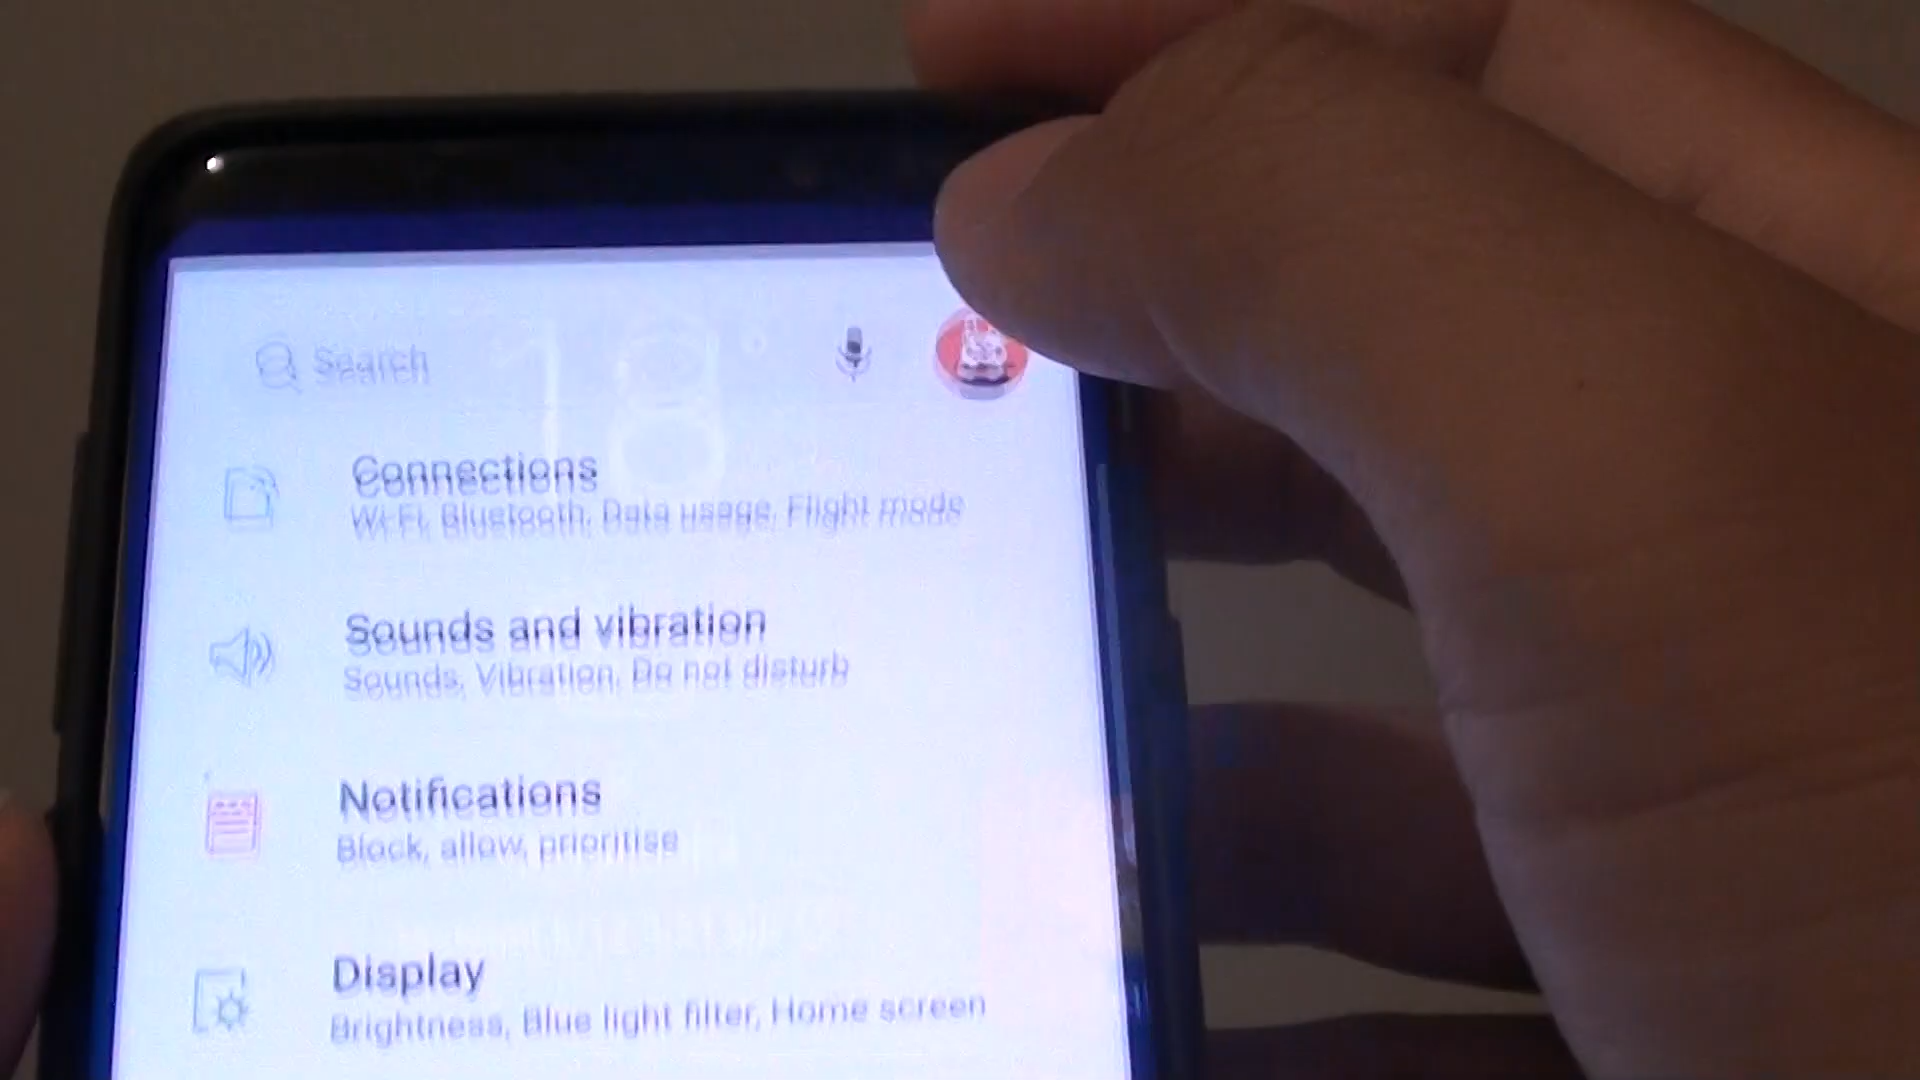 18°
Search
Connections
Wi-Fi, Bluetooth, Data usage, Flight mode
Sounds and vibration
Sounds, Vibration, Do not disturb
Notifications
Block, allow, prioritise
Display
Brightness, Blue light filter, Home screen